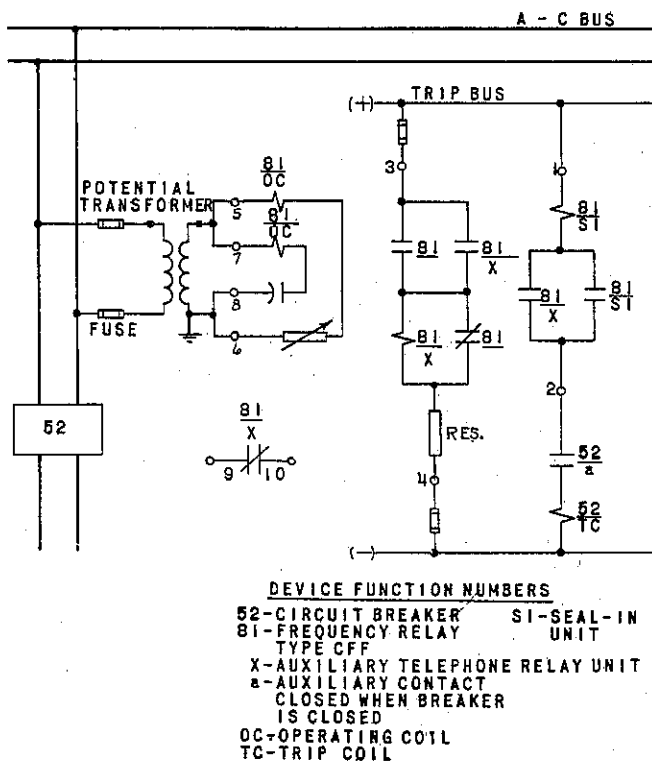 A-C BUS
(+) TRIP BUS
81
OC
3
1
POTENTIAL
TRANSFORMER
5
81
OC
81
SI
7
81
81
X
8
81
X
81
SI
FUSE
6
81
X
81
2
52
81
X
RES.
9 10
4
52
a
52
TC
(-)
DEVICE FUNCTION NUMBERS
52-CIRCUIT BREAKER SI-SEAL-IN
81-FREQUENCY RELAY UNIT
TYPE CFF
X-AUXILIARY TELEPHONE RELAY UNIT
a-AUXILIARY CONTACT
CLOSED WHEN BREAKER
IS CLOSED
OC-OPERATING COIL
TC-TRIP COIL